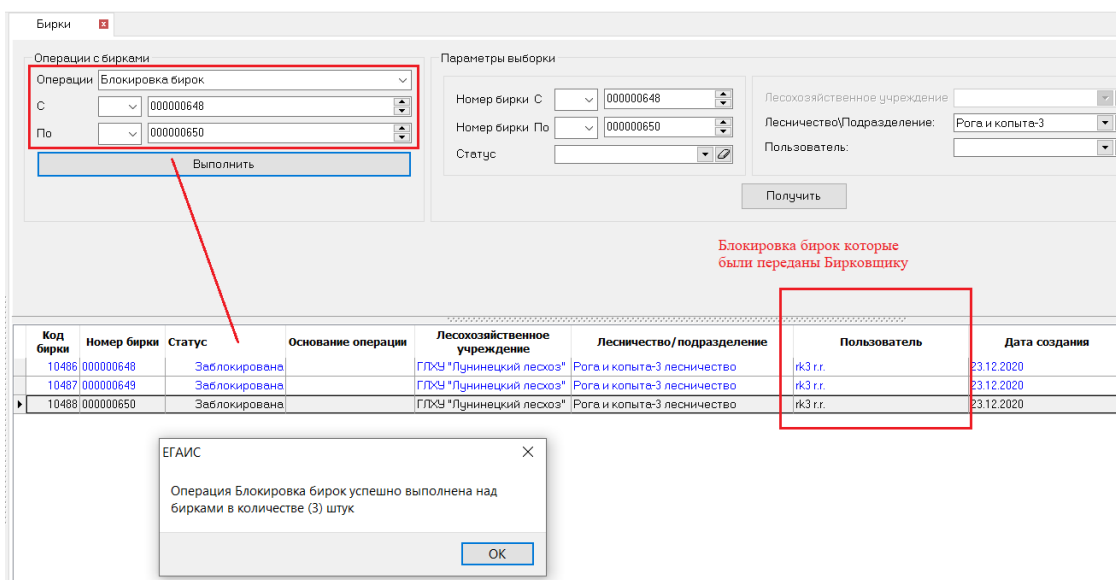 Бирки
Операции с бирками
Операции Блокировка бирок
С 000000648
По 000000650
Выполнить
Параметры выборки
Номер бирки С 000000648
Номер бирки По 000000650
Статус
Лесохозяйственное учреждение
Лесничество\Подразделение: Рога и копыта-3
Пользователь:
Получить
Блокировка бирок которые
были переданы Бирковщику
Код бирки Номер бирки Статус Основание операции Лесохозяйственное учреждение Лесничество/подразделение Пользователь Дата создания
10486 000000648 Заблокирована ГЛХУ "Лунинецкий лесхоз" Рога и копыта-3 лесничество rk3 r.r. 23.12.2020
10487 000000649 Заблокирована ГЛХУ "Лунинецкий лесхоз" Рога и копыта-3 лесничество rk3 r.r. 23.12.2020
10488 000000650 Заблокирована ГЛХУ "Лунинецкий лесхоз" Рога и копыта-3 лесничество rk3 r.r. 23.12.2020
ЕГАИС
Операция Блокировка бирок успешно выполнена над
бирками в количестве (3) штук
OK